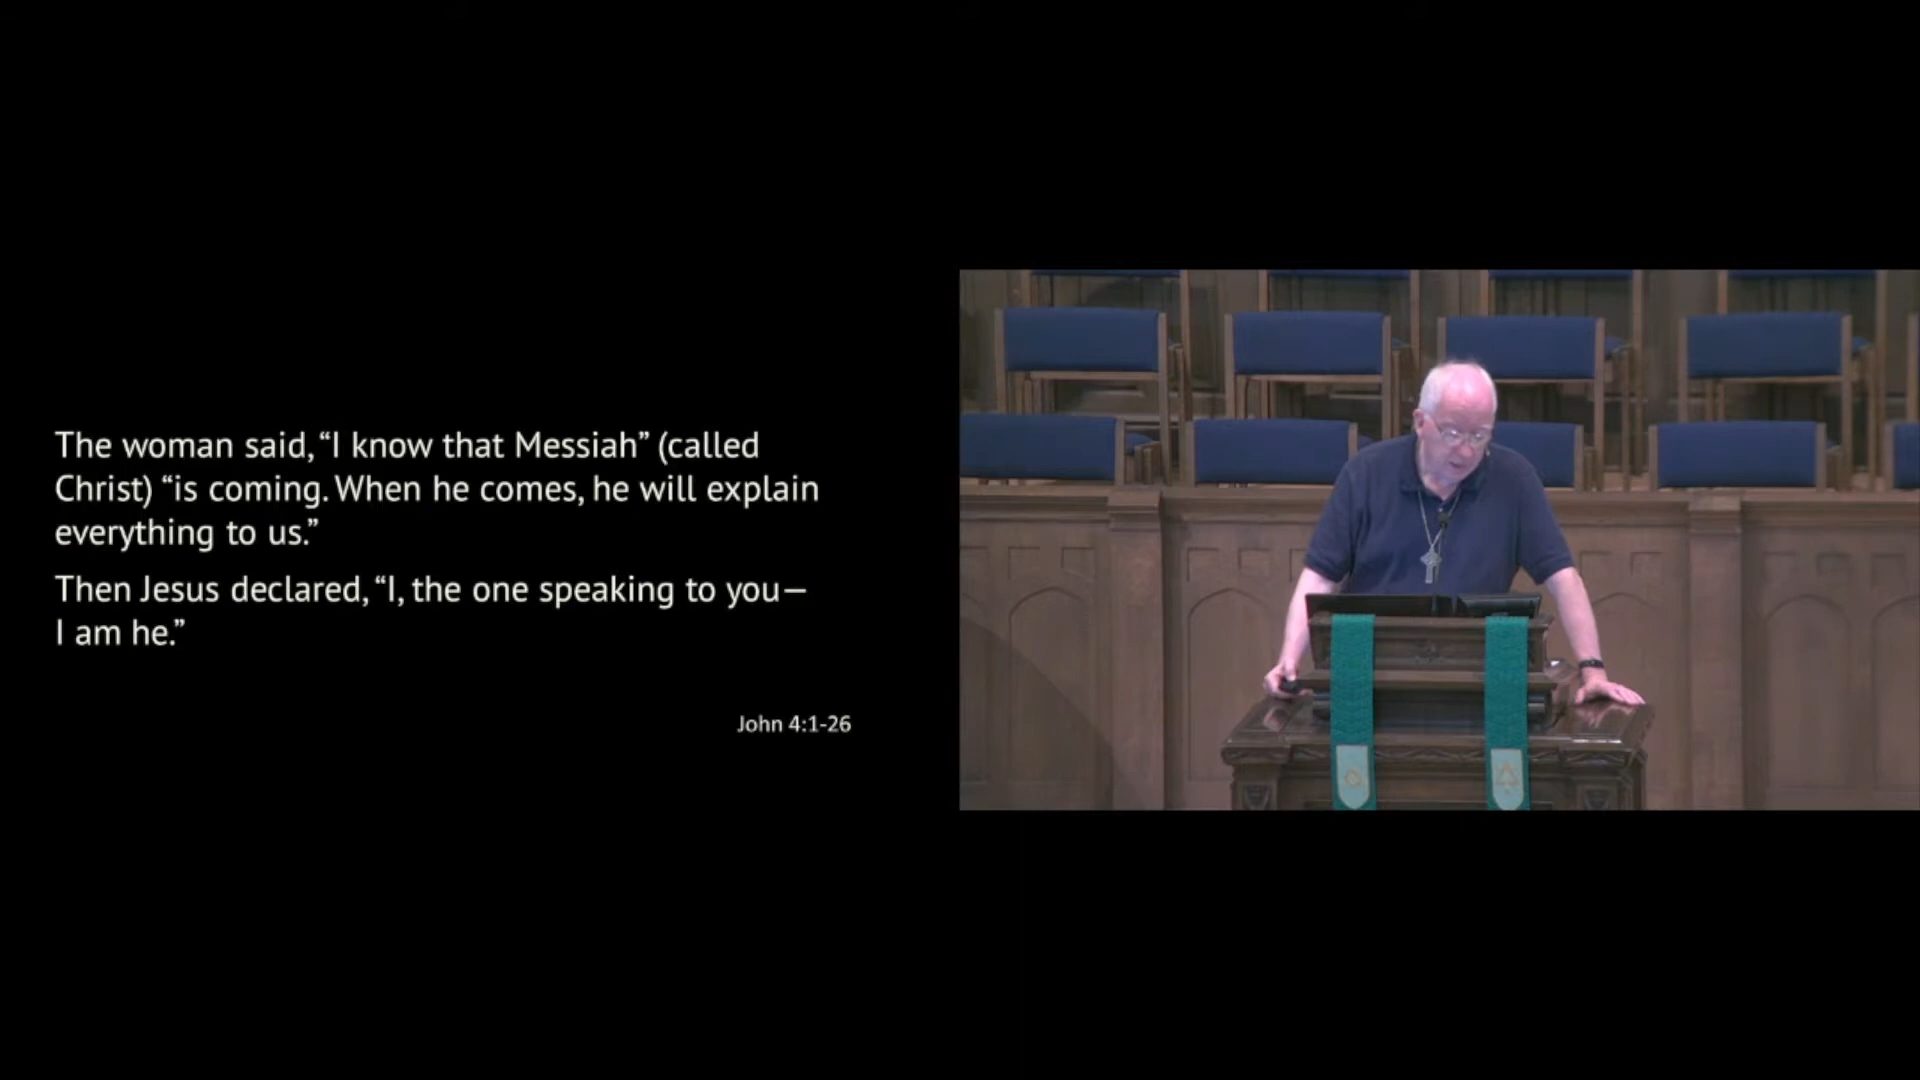 The woman said, “I know that Messiah” (called
Christ) “is coming. When he comes, he will explain
everything to us.”
Then Jesus declared, “I, the one speaking to you—
I am he.”
John 4:1-26